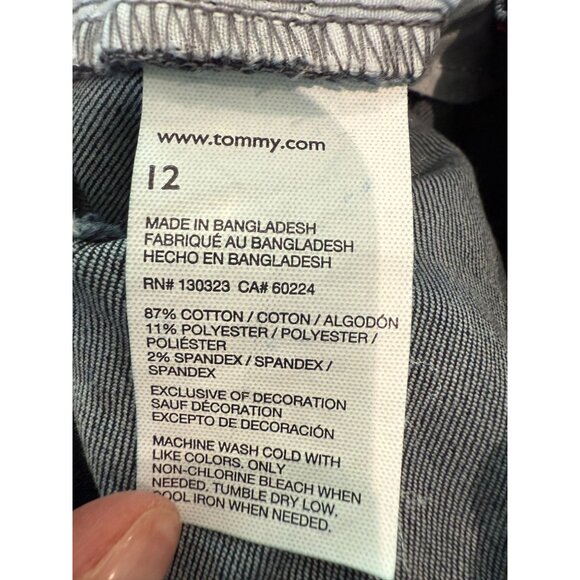 www.tommy.com
12
MADE IN BANGLADESH
FABRIQUÉ AU BANGLADESH
HECHO EN BANGLADESH
RN# 130323 CA# 60224
87% COTTON / COTON / ALGODÓN
11% POLYESTER / POLYESTER /
POLIÉSTER
2% SPANDEX / SPANDEX /
SPANDEX
EXCLUSIVE OF DECORATION
SAUF DÉCORATION
EXCEPTO DE DECORACIÓN
MACHINE WASH COLD WITH
LIKE COLORS. ONLY
NON-CHLORINE BLEACH WHEN
NEEDED. TUMBLE DRY LOW.
IRON WHEN NEEDED.